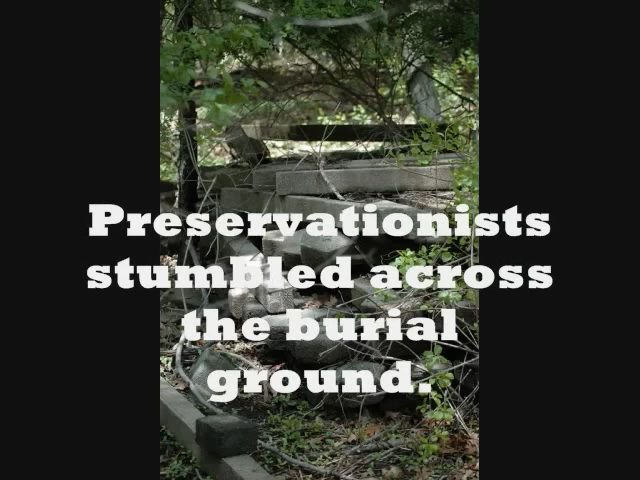 Preservationists
stumbled across
the burial
ground.